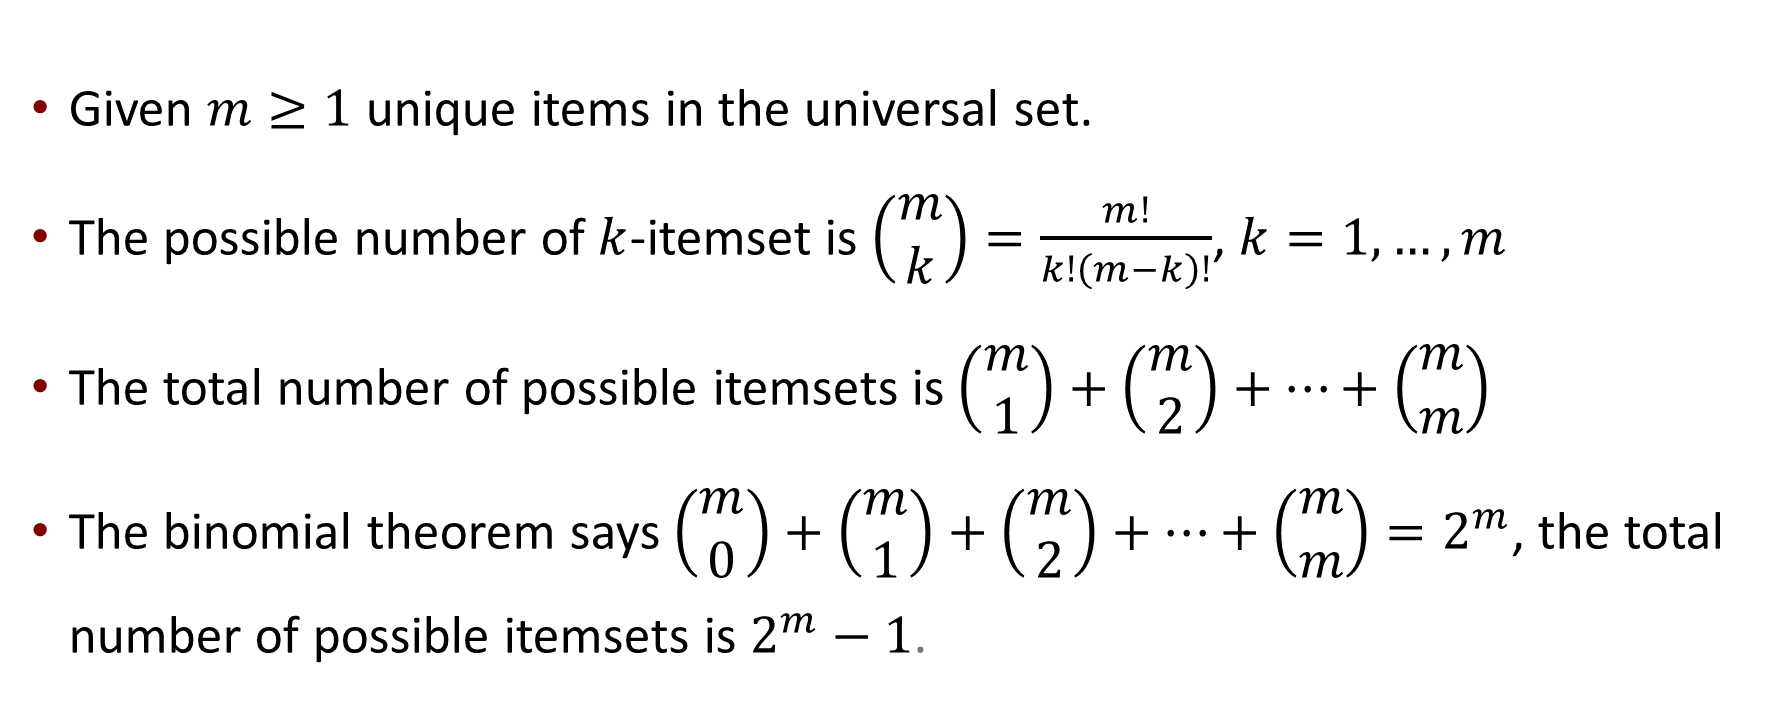 • Given 𝑚 ≥ 1 unique items in the universal set.
• The possible number of 𝑘-itemset is (𝑚 𝑘) = 𝑚!/𝑘!(𝑚−𝑘)!, 𝑘 = 1, … , 𝑚
• The total number of possible itemsets is (𝑚 1) + (𝑚 2) + ⋯ + (𝑚 𝑚)
• The binomial theorem says (𝑚 0) + (𝑚 1) + (𝑚 2) + ⋯ + (𝑚 𝑚) = 2^𝑚, the total
number of possible itemsets is 2^𝑚 − 1.